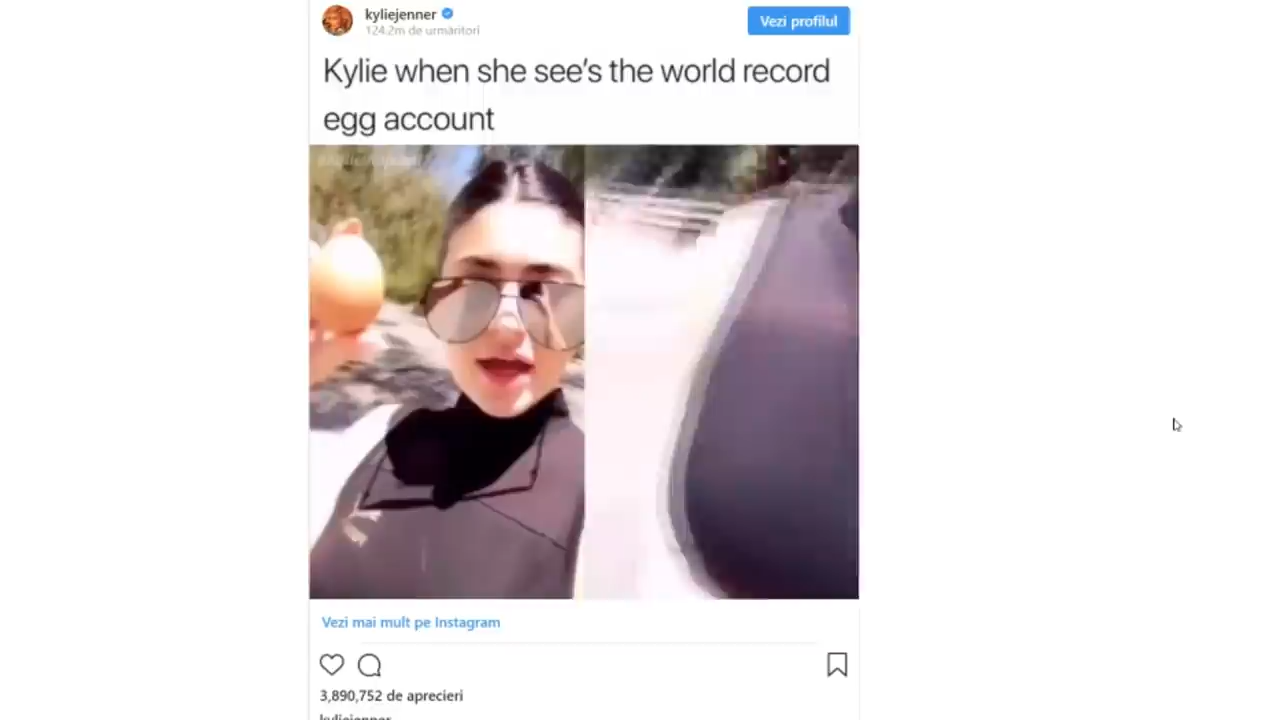 kyliejenner
124.2m de urmăritori
Vezi profilul
Kylie when she see's the world record
egg account
Vezi mai mult pe Instagram
3,890,752 de aprecieri
kyliejenner